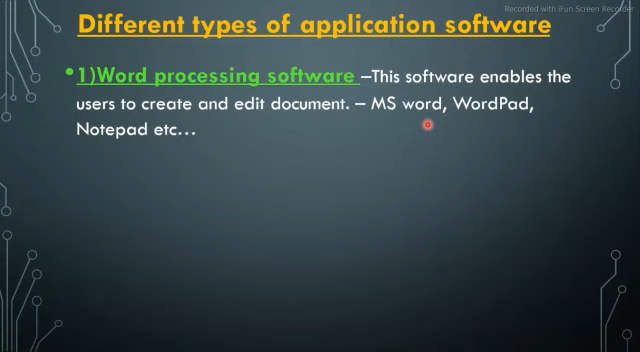 Recorded with iFun Screen Recorder
Different types of application software
•1)Word processing software –This software enables the
users to create and edit document. – MS word, WordPad,
Notepad etc…